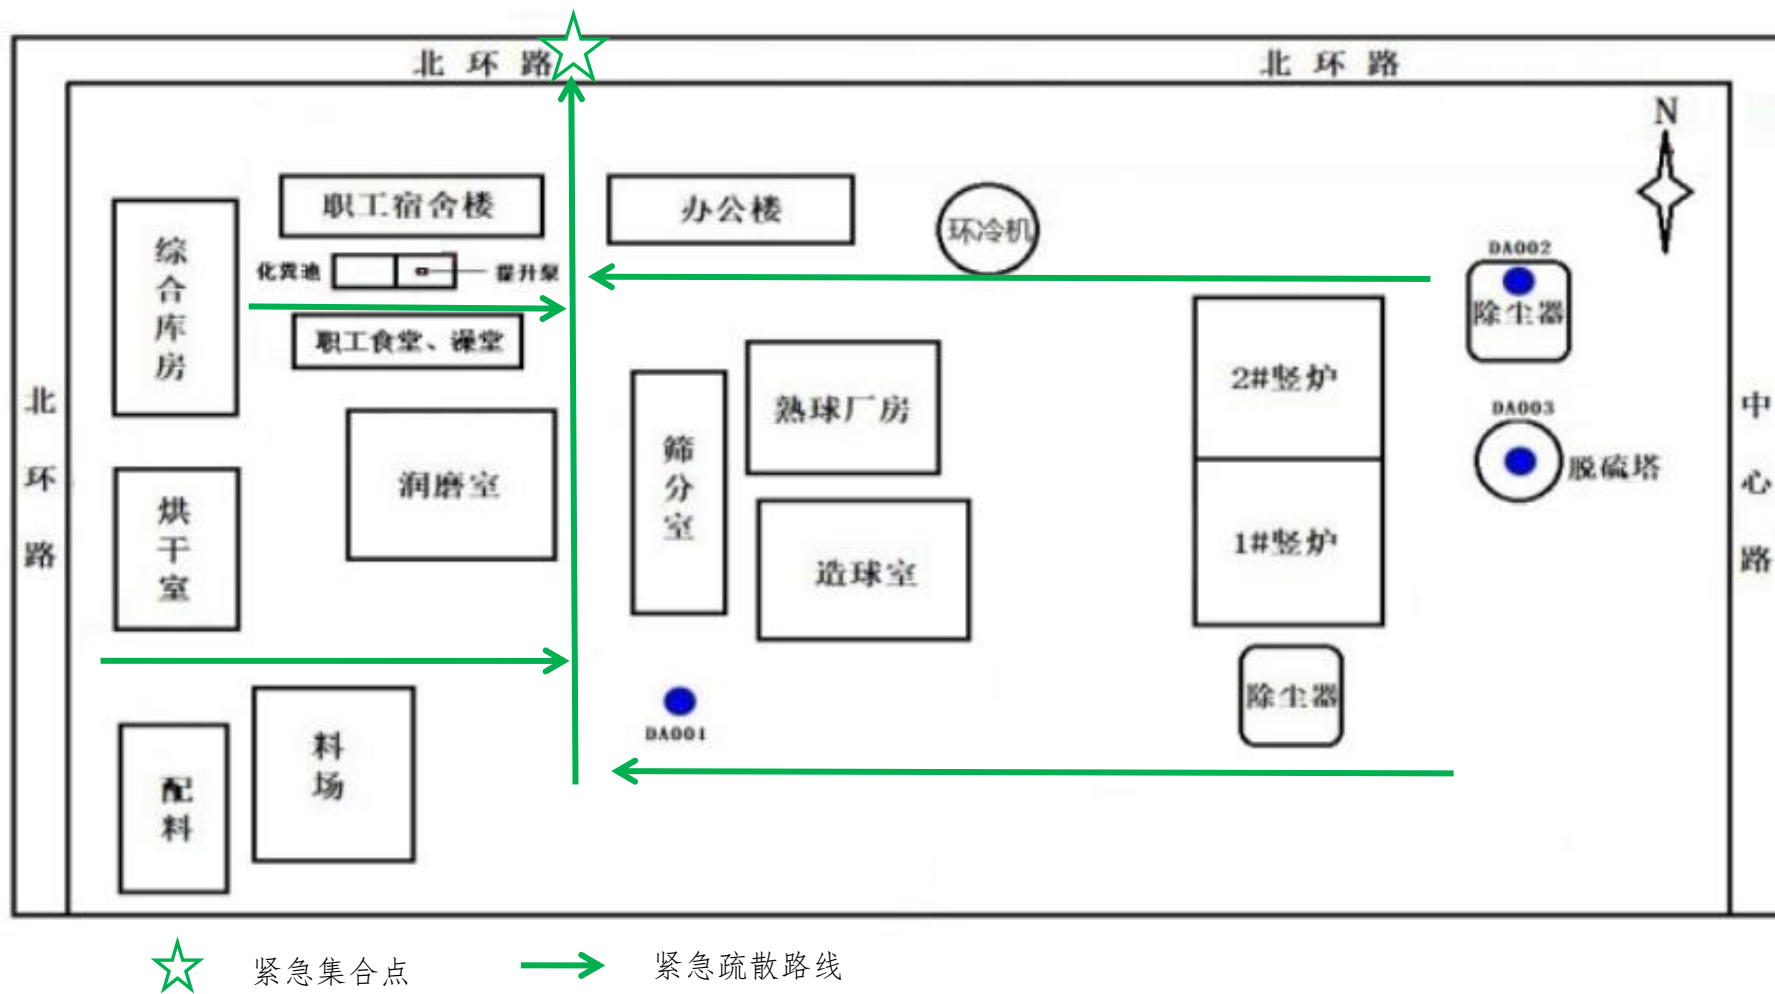 北环路
北环路
N
职工宿舍楼
办公楼
环冷机
综合库房
化粪池
提升泵
DA002
除尘器
职工食堂、澡堂
2#竖炉
熟球厂房
北环路
中心路
DA003
脱硫塔
筛分室
润磨室
烘干室
1#竖炉
造球室
除尘器
DA001
料场
配料
紧急集合点
紧急疏散路线